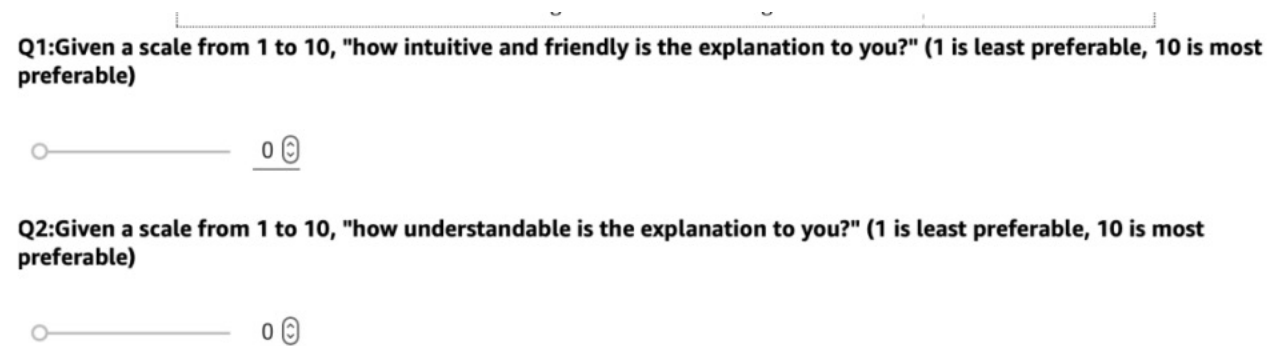 Q1:Given a scale from 1 to 10, "how intuitive and friendly is the explanation to you?" (1 is least preferable, 10 is most
preferable)
0
Q2:Given a scale from 1 to 10, "how understandable is the explanation to you?" (1 is least preferable, 10 is most
preferable)
0